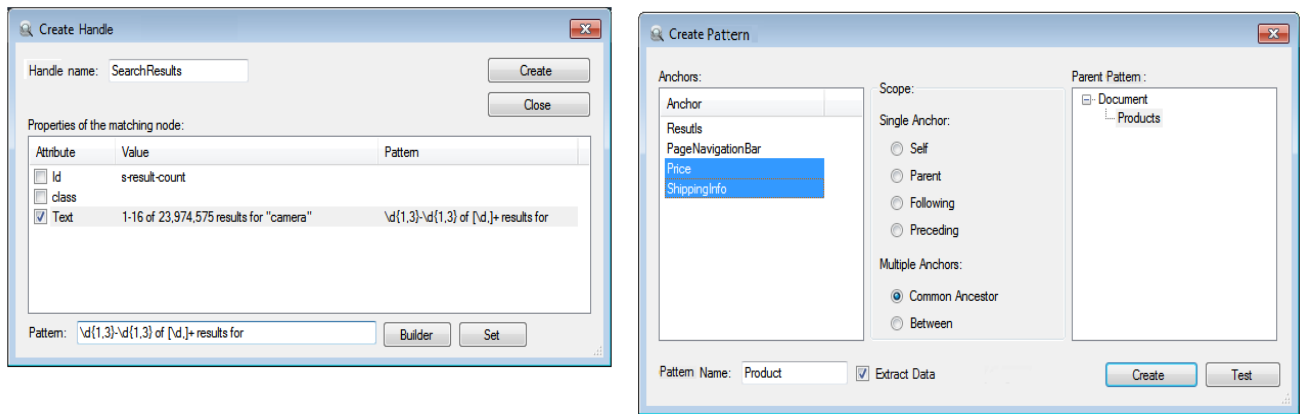 Create Handle
Handle name: SearchResults
Create
Close
Properties of the matching node:
Attribute Value Pattern
Id s-result-count
class
Text 1-16 of 23,974,575 results for "camera" \d{1,3}-\d{1,3} of [\d,]+ results for
Pattern: \d{1,3}-\d{1,3} of [\d,]+ results for Builder Set
Create Pattern
Anchors:
Anchor
Resutls
PageNavigationBar
Price
ShippingInfo
Scope:
Single Anchor:
Self
Parent
Following
Preceding
Multiple Anchors:
Common Ancestor
Between
Parent Pattern :
Document
Products
Pattern Name: Product Extract Data Create Test